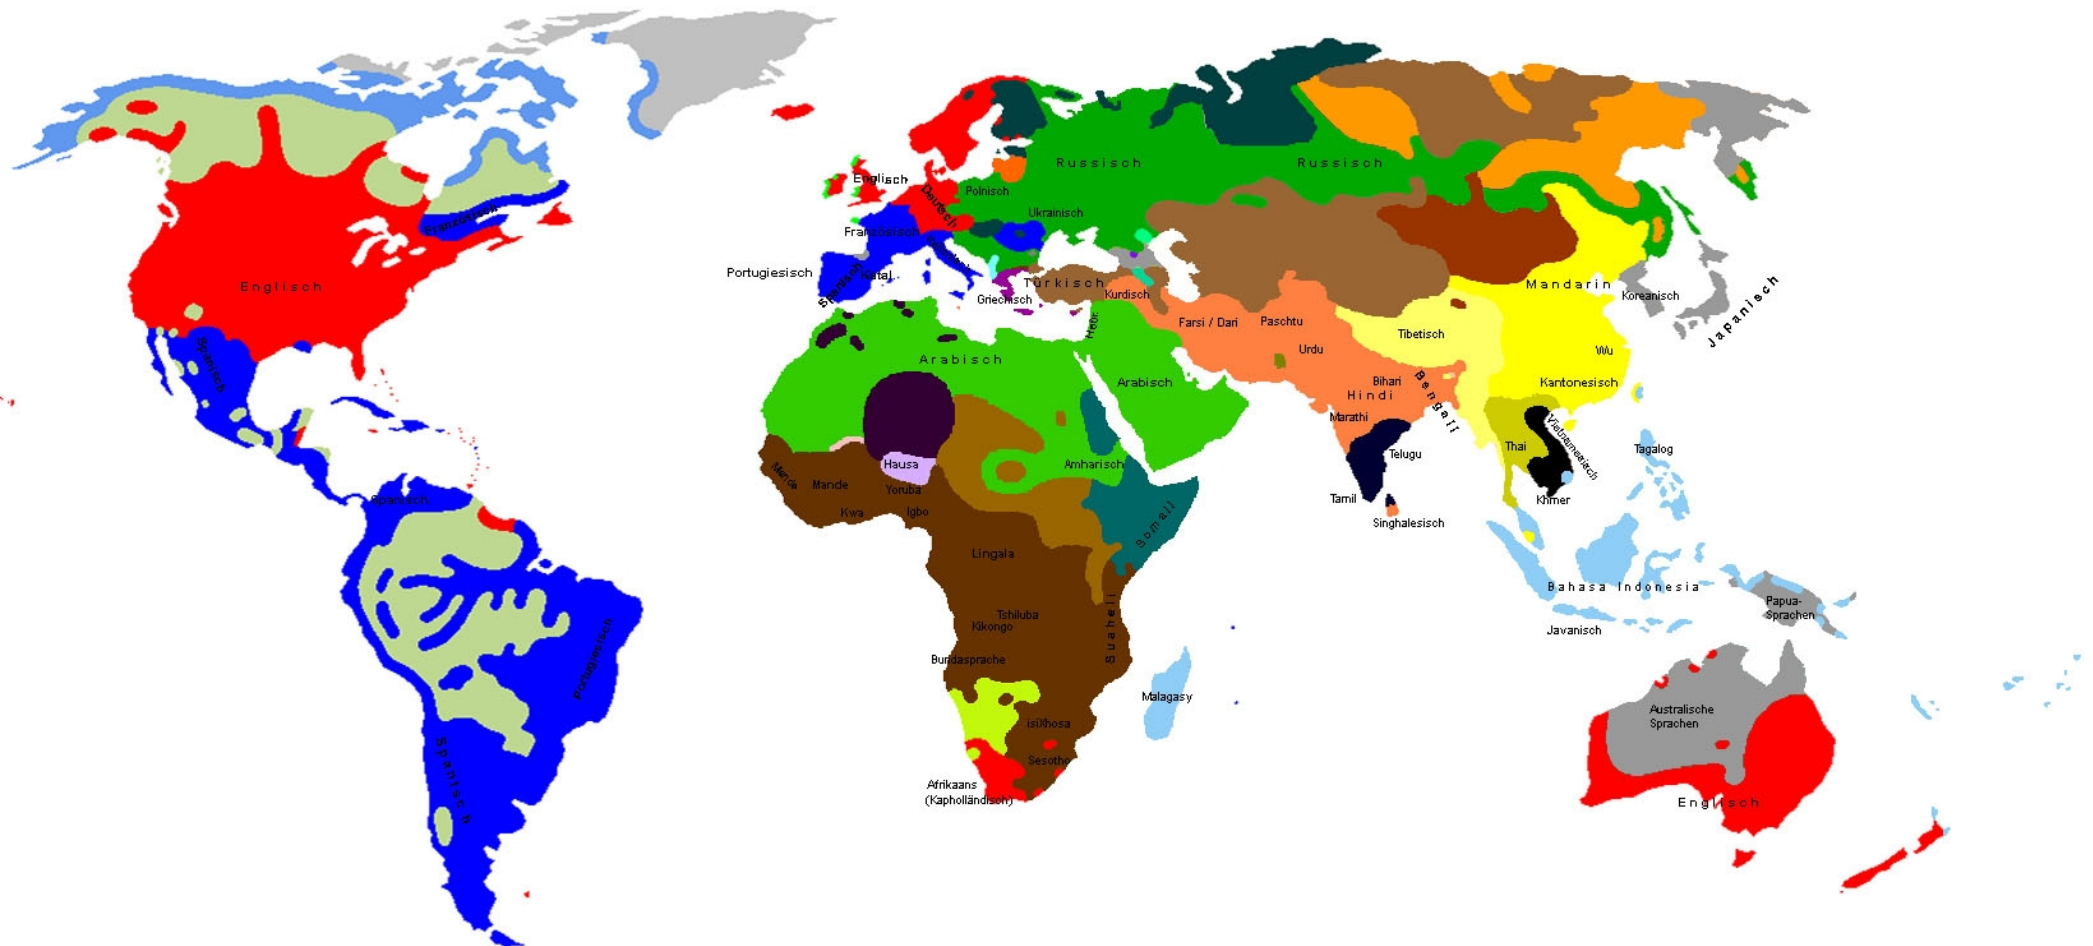 Englisch
Französisch
Spanisch
Spanisch
Portugiesisch
Spanisch
Englisch
Deutsch
Russisch
Russisch
Polnisch
Ukrainisch
Französisch
Portugiesisch
Spanisch
Katal
Griechisch
Türkisch
Kurdisch
Hebr
Farsi / Dari
Paschtu
Urdu
Tibetisch
Mandarin
Koreanisch
Japanisch
Wu
Kantonesisch
Arabisch
Arabisch
Bihari
Hindi
Bengali
Marathi
Telugu
Tamil
Singhalesisch
Thai
Vietnamesisch
Khmer
Tagalog
Mande
Mande
Hausa
Yoruba
Kwa
Igbo
Amharisch
Somali
Lingala
Tshiluba
Kikongo
Suaheli
Bundasprache
Malagasy
isiXhosa
Sesotho
Afrikaans
(Kapholländisch)
Bahasa Indonesia
Javanisch
Papua-
Sprachen
Australische
Sprachen
Englisch